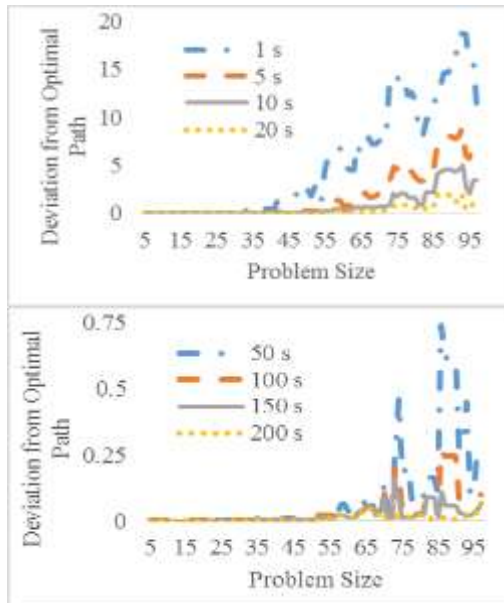 20
15
10
5
0
Deviation from Optimal
Path
1 s
5 s
10 s
20 s
5 15 25 35 45 55 65 75 85 95
Problem Size
0.75
0.5
0.25
0
Deviation from Optimal
Path
50 s
100 s
150 s
200 s
5 15 25 35 45 55 65 75 85 95
Problem Size